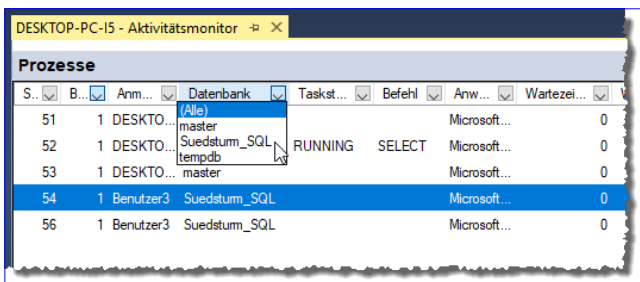 DESKTOP-PC-I5 - Aktivitätsmonitor
Prozesse
S... B... Anm... Datenbank Taskst... Befehl Anw... Wartezei...
51 1 DESKTO... Microsoft... 0
(Alle)
master
Suedsturm_SQL
tempdb
52 1 DESKTO... RUNNING SELECT Microsoft... 0
53 1 DESKTO... master Microsoft... 0
54 1 Benutzer3 Suedsturm_SQL Microsoft... 0
56 1 Benutzer3 Suedsturm_SQL Microsoft... 0